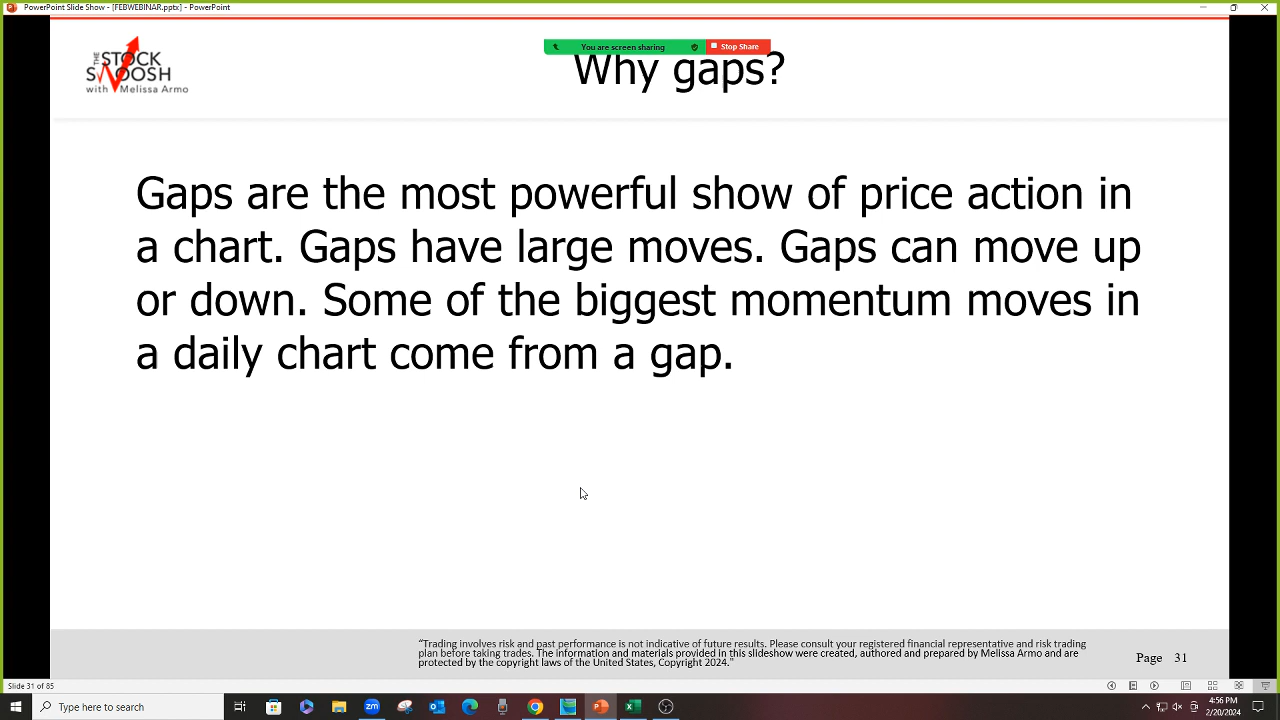 PowerPoint Slide Show - [FEBWEBINAR.pptx] - PowerPoint
You are screen sharing
Stop Share
THE STOCK
SWOOSH
with Melissa Armo
Why gaps?
Gaps are the most powerful show of price action in
a chart. Gaps have large moves. Gaps can move up
or down. Some of the biggest momentum moves in
a daily chart come from a gap.
"Trading involves risk and past performance is not indicative of future results. Please consult your registered financial representative and risk trading
plan before taking trades. The information and materials provided in this slideshow were created, authored and prepared by Melissa Armo and are
protected by the copyright laws of the United States, Copyright 2024."
Page 31
Slide 31 of 85
Type here to search
zm
4:56 PM
2/20/2024